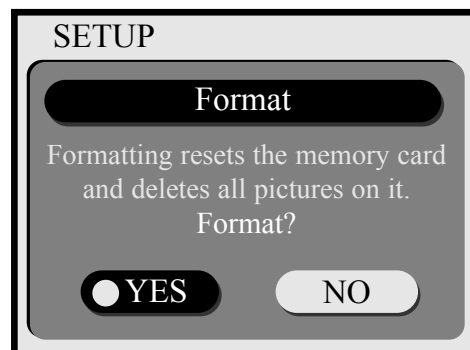 SETUP
Format
Formatting resets the memory card
and deletes all pictures on it.
Format?
YES
NO